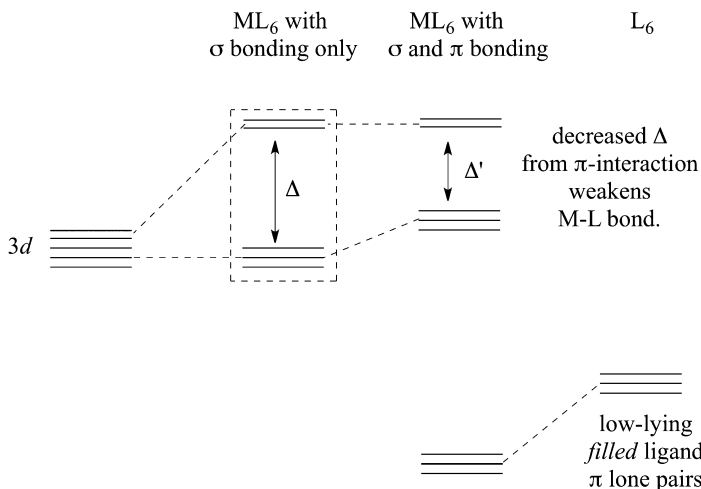 ML6 with
σ bonding only
ML6 with
σ and π bonding
L6
3d
Δ
Δ'
decreased Δ
from π-interaction
weakens
M-L bond.
low-lying
filled ligand
π lone pairs